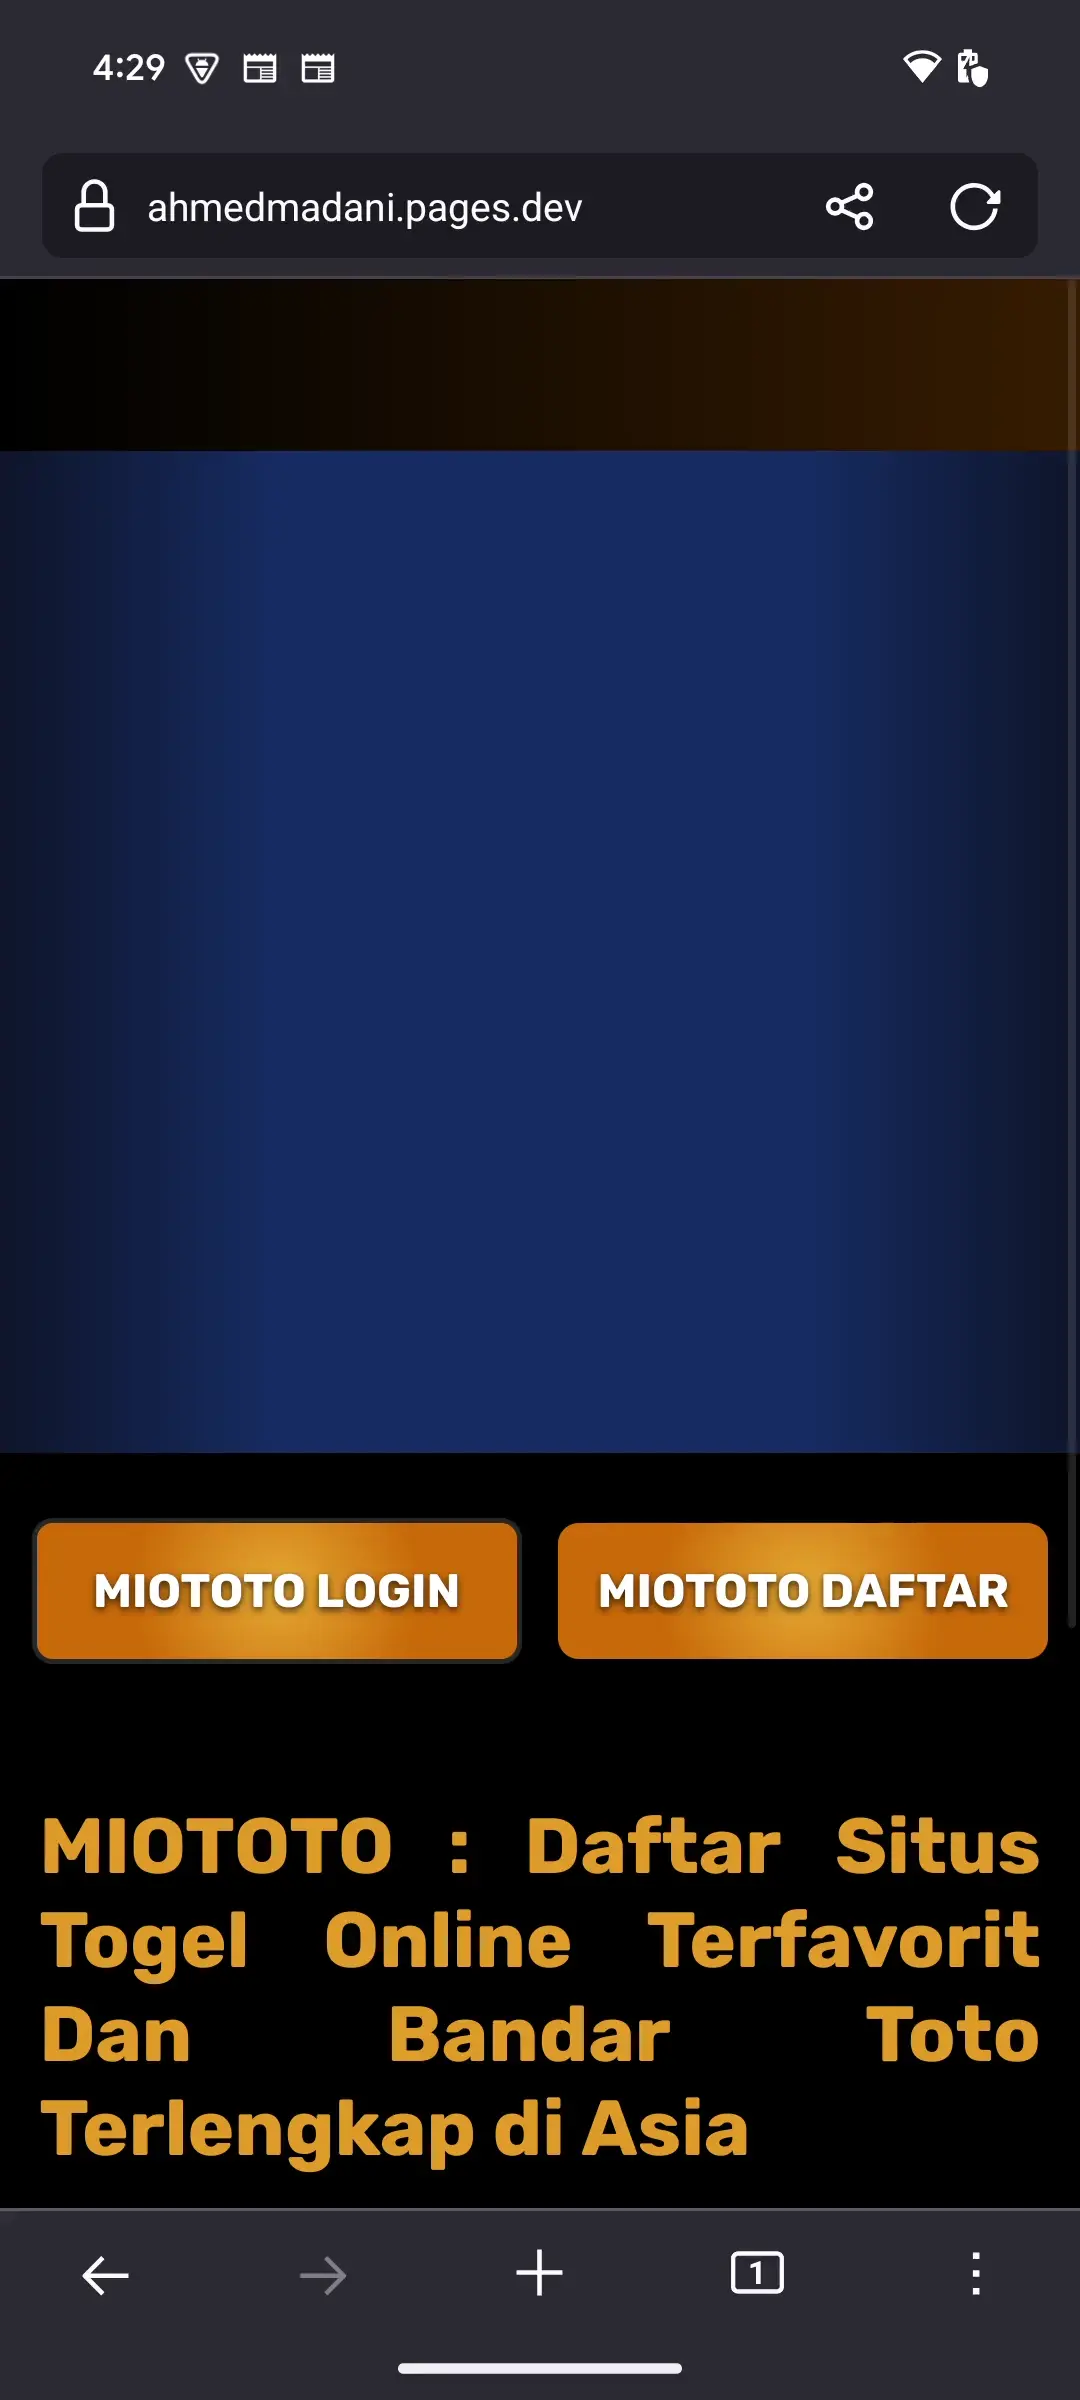 4:29
ahmedmadani.pages.dev
MIOTOTO LOGIN
MIOTOTO DAFTAR
MIOTOTO : Daftar Situs
Togel Online Terfavorit
Dan Bandar Toto
Terlengkap di Asia
1